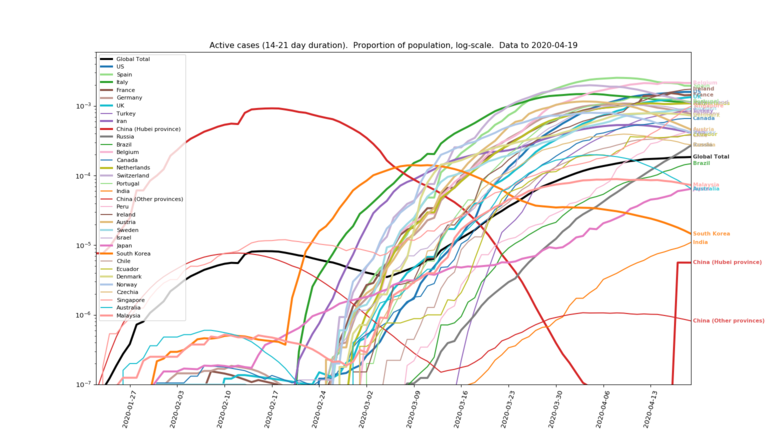 Active cases (14-21 day duration).  Proportion of population, log-scale.  Data to 2020-04-19
Global Total
US
Spain
Italy
France
Germany
UK
Turkey
Iran
China (Hubei province)
Russia
Brazil
Belgium
Canada
Netherlands
Switzerland
Portugal
India
China (Other provinces)
Peru
Ireland
Austria
Sweden
Israel
Japan
South Korea
Chile
Ecuador
Denmark
Norway
Czechia
Singapore
Australia
Malaysia
10⁻³
10⁻⁴
10⁻⁵
10⁻⁶
10⁻⁷
Canada
Global Total
Brazil
South Korea
India
China (Hubei province)
China (Other provinces)
2020-01-27
2020-02-03
2020-02-10
2020-02-17
2020-02-24
2020-03-02
2020-03-09
2020-03-16
2020-03-23
2020-03-30
2020-04-06
2020-04-13